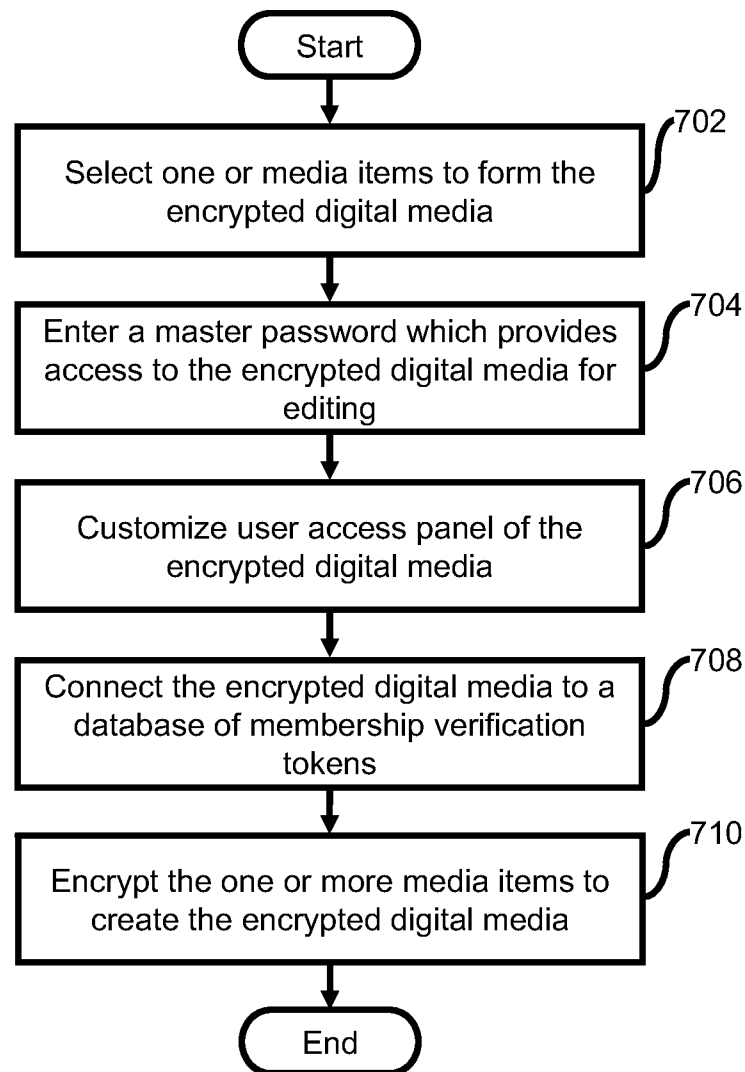 Start
702
Select one or media items to form the
encrypted digital media
704
Enter a master password which provides
access to the encrypted digital media for
editing
706
Customize user access panel of the
encrypted digital media
708
Connect the encrypted digital media to a
database of membership verification
tokens
710
Encrypt the one or more media items to
create the encrypted digital media
End